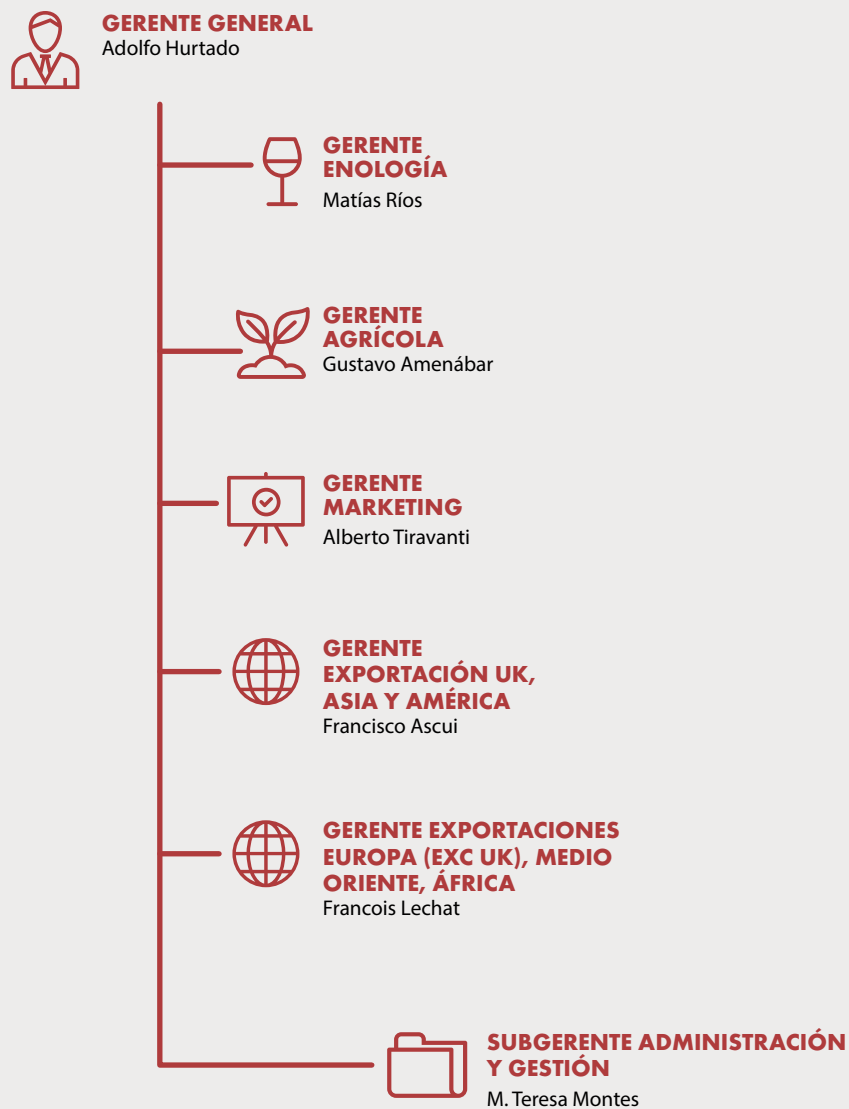 GERENTE GENERAL
Adolfo Hurtado
GERENTE
ENOLOGÍA
Matías Ríos
GERENTE
AGRÍCOLA
Gustavo Amenábar
GERENTE
MARKETING
Alberto Tiravanti
GERENTE
EXPORTACIÓN UK,
ASIA Y AMÉRICA
Francisco Ascui
GERENTE EXPORTACIONES
EUROPA (EXC UK), MEDIO
ORIENTE, ÁFRICA
Francois Lechat
SUBGERENTE ADMINISTRACIÓN
Y GESTIÓN
M. Teresa Montes